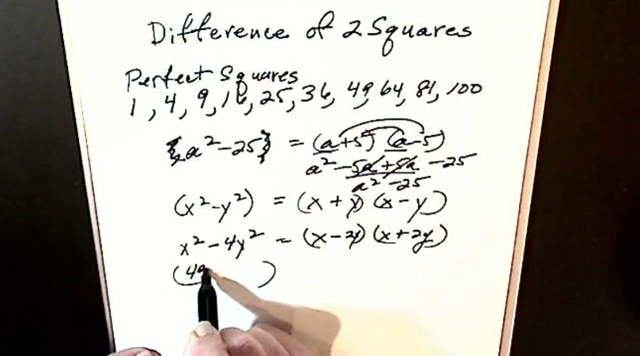 Difference of 2 Squares
Perfect Squares
1, 4, 9, 16, 25, 36, 49, 64, 81, 100
{a² - 25} = (a+5)(a-5)
a² - 5a + 5a - 25
a² - 25
(x² - y²) = (x + y)(x - y)
x² - 4y² = (x - 2y)(x + 2y)
(49 )